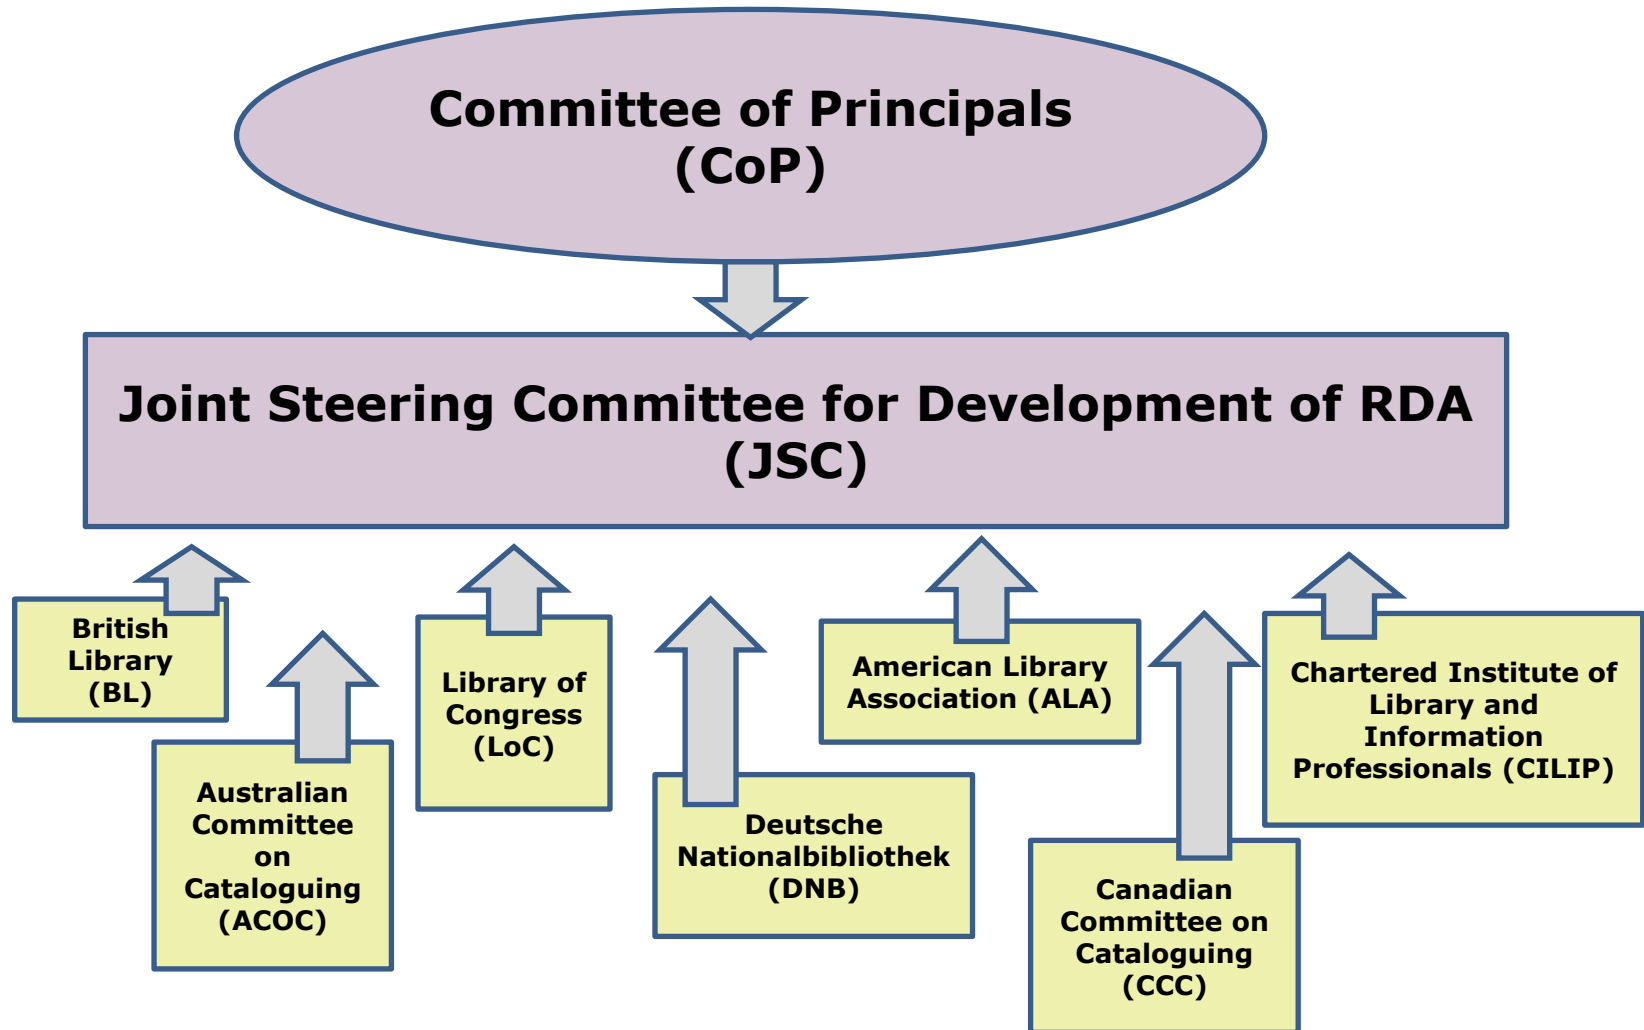 Committee of Principals
(CoP)
Joint Steering Committee for Development of RDA
(JSC)
British
Library
(BL)
Australian
Committee
on
Cataloguing
(ACOC)
Library of
Congress
(LoC)
Deutsche
Nationalbibliothek
(DNB)
American Library
Association (ALA)
Canadian
Committee on
Cataloguing
(CCC)
Chartered Institute of
Library and
Information
Professionals (CILIP)